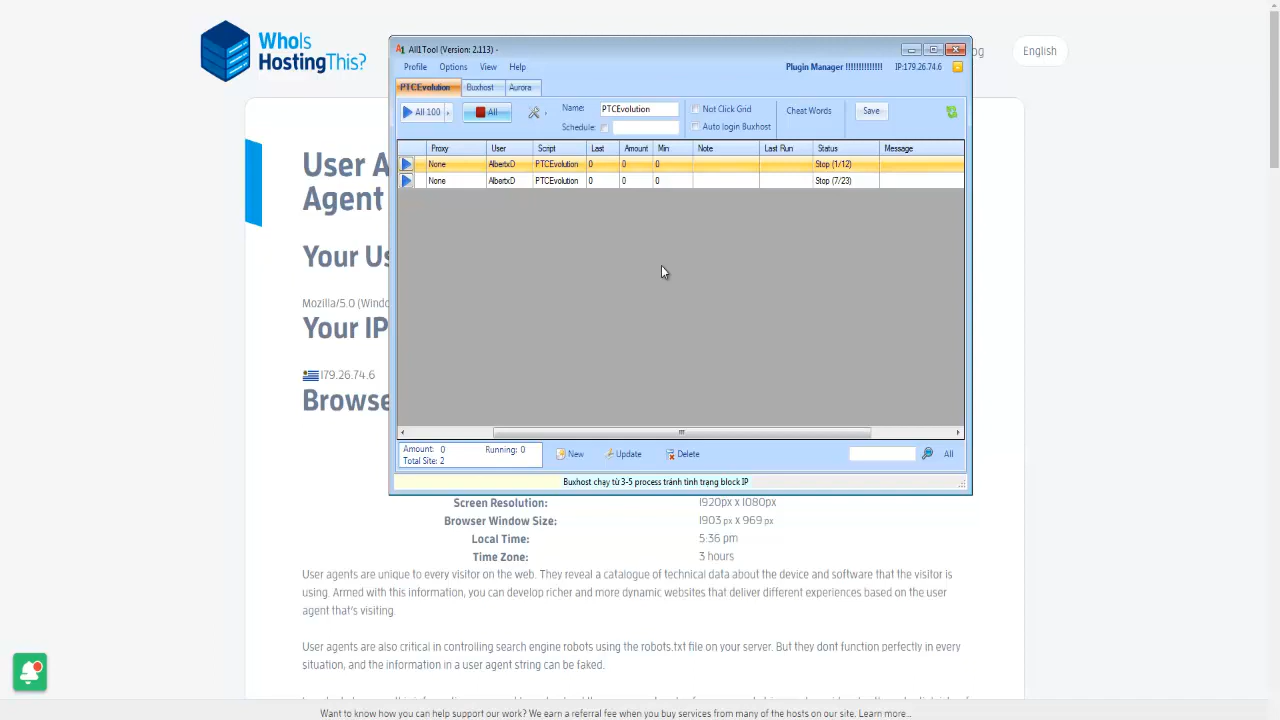 WhoIs
HostingThis?
og
English
All1Tool (Version: 2.113) -
Profile Options View Help
Plugin Manager !!!!!!!!!!!!!! IP:179.26.74.6
PTCEvolution Buxhost Aurora
All 100 All
Name: PTCEvolution
Schedule:
Not Click Grid
Auto login Buxhost
Cheat Words
Save
Proxy User Script Last Amount Min Note Last Run Status Message
None AlbertxD PTCEvolution 0 0 0 Stop (1/12)
None AlbertxD PTCEvolution 0 0 0 Stop (7/23)
Amount: 0 Running: 0
Total Site: 2
New Update Delete All
Buxhost chạy từ 3-5 process tránh tình trạng block IP
User A
Agent
Your Us
Mozilla/5.0 (Windo
Your IP
179.26.74.6
Browse
Screen Resolution: 1920px x 1080px
Browser Window Size: 1903 px x 969 px
Local Time: 5:36 pm
Time Zone: 3 hours
User agents are unique to every visitor on the web. They reveal a catalogue of technical data about the device and software that the visitor is
using. Armed with this information, you can develop richer and more dynamic websites that deliver different experiences based on the user
agent that's visiting.
User agents are also critical in controlling search engine robots using the robots.txt file on your server. But they dont function perfectly in every
situation, and the information in a user agent string can be faked.
Want to know how you can help support our work? We earn a referral fee when you buy services from many of the hosts on our site. Learn more...